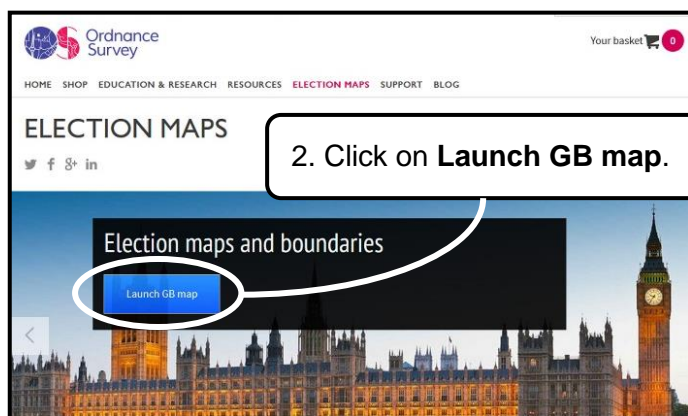 Ordnance
Survey
Your basket 0
HOME SHOP EDUCATION & RESEARCH RESOURCES ELECTION MAPS SUPPORT BLOG
ELECTION MAPS
2. Click on Launch GB map.
Election maps and boundaries
Launch GB map